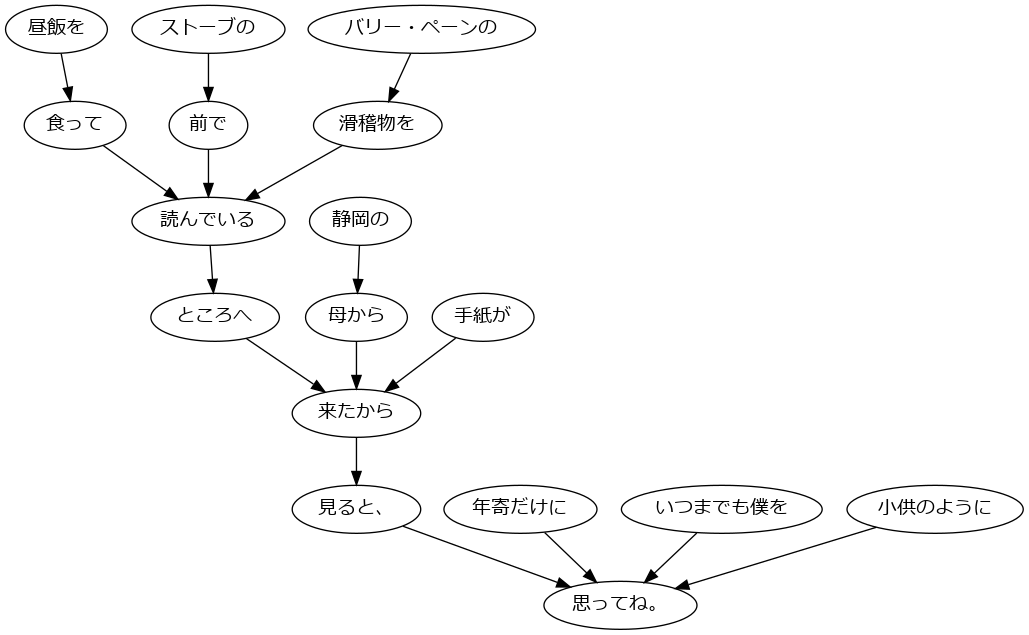 昼飯を
ストーブの
バリー・ペーンの
食って
前で
滑稽物を
読んでいる
静岡の
ところへ
母から
手紙が
来たから
見ると、
年寄だけに
いつまでも僕を
小供のように
思ってね。